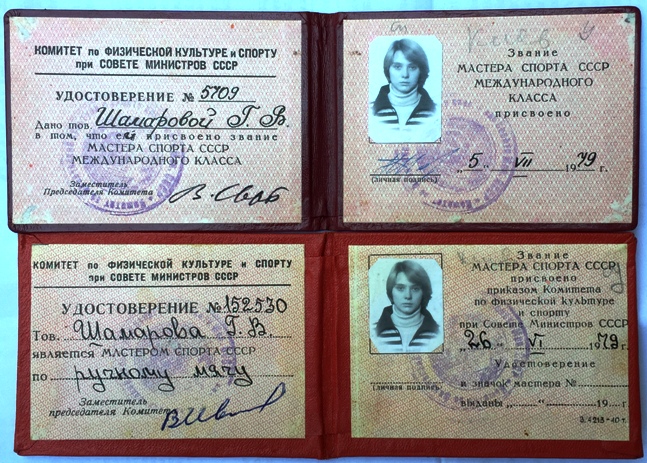 КОМИТЕТ по ФИЗИЧЕСКОЙ КУЛЬТУРЕ и СПОРТУ
при СОВЕТЕ МИНИСТРОВ СССР
УДОСТОВЕРЕНИЕ № 5709
Дано тов. Шамаровой Г. В.
в том, что ей присвоено звание
МАСТЕРА СПОРТА СССР
МЕЖДУНАРОДНОГО КЛАССА
Заместитель
Председателя Комитета
Звание
МАСТЕРА СПОРТА СССР
МЕЖДУНАРОДНОГО
КЛАССА
присвоено
"5" VII 1979 г.
(личная подпись)
КОМИТЕТ по ФИЗИЧЕСКОЙ КУЛЬТУРЕ И СПОРТУ
при СОВЕТЕ МИНИСТРОВ СССР
УДОСТОВЕРЕНИЕ №152530
Тов. Шамарова Г. В.
является МАСТЕРОМ СПОРТА СССР
по ручному мячу
Заместитель
председателя Комитета
Звание
МАСТЕРА СПОРТА СССР
присвоено
приказом Комитета
по физической культуре
и спорту
при Совете Министров СССР
"26" VI 1979 г.
Удостоверение
и значок мастера №
(личная подпись)
выданы „ “ 19 г.
З. 4213-40 т.